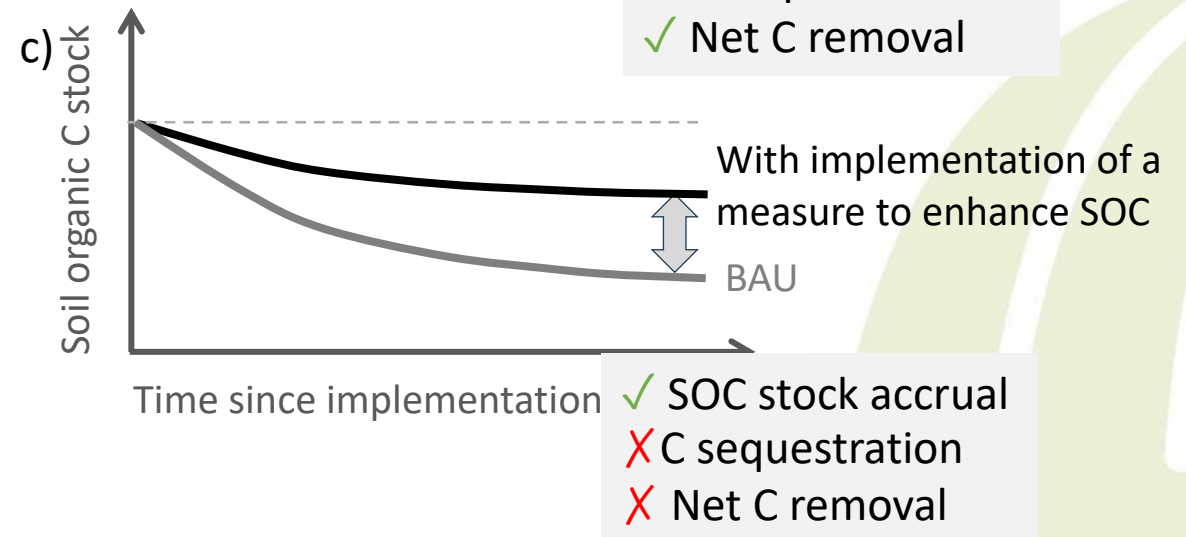 ✓ Net C removal
c)
Soil organic C stock
With implementation of a
measure to enhance SOC
BAU
Time since implementation
✓ SOC stock accrual
✗ C sequestration
✗ Net C removal